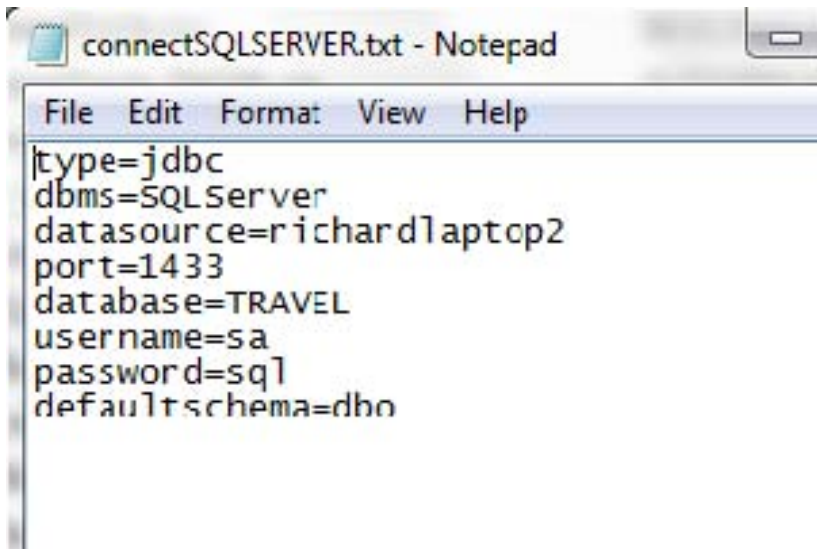 connectSQLSERVER.txt - Notepad
File Edit Format View Help
type=jdbc
dbms=SQLServer
datasource=richardlaptop2
port=1433
database=TRAVEL
username=sa
password=sql
defaultschema=dbo